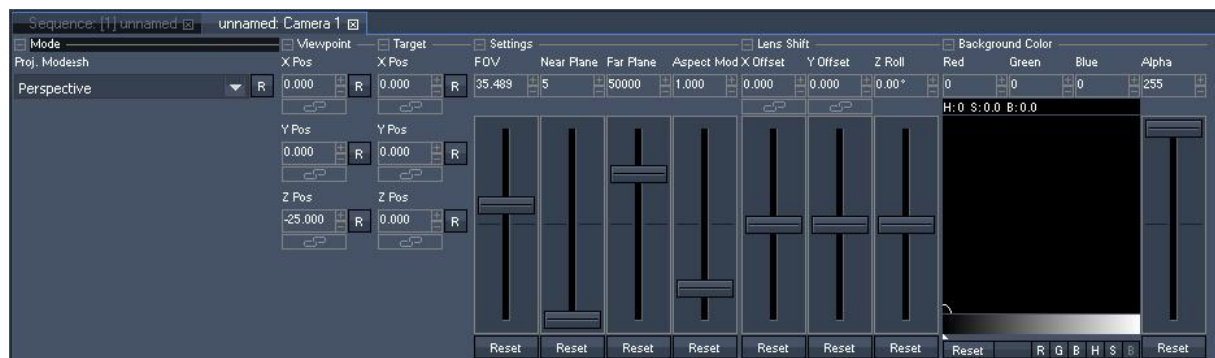 Sequence: [1] unnamed unnamed: Camera 1
Mode Viewpoint Target Settings Lens Shift Background Color
Proj. Modesh X Pos X Pos FOV Near Plane Far Plane Aspect Mod X Offset Y Offset Z Roll Red Green Blue Alpha
Perspective R 0.000 R 0.000 R 35.489 5 50000 1.000 0.000 0.000 0.00° 0 0 0 255
H:0 S:0.0 B:0.0
Y Pos Y Pos
0.000 R 0.000 R
Z Pos Z Pos
-25.000 R 0.000 R
Reset Reset Reset Reset Reset Reset Reset Reset R G B H S B Reset